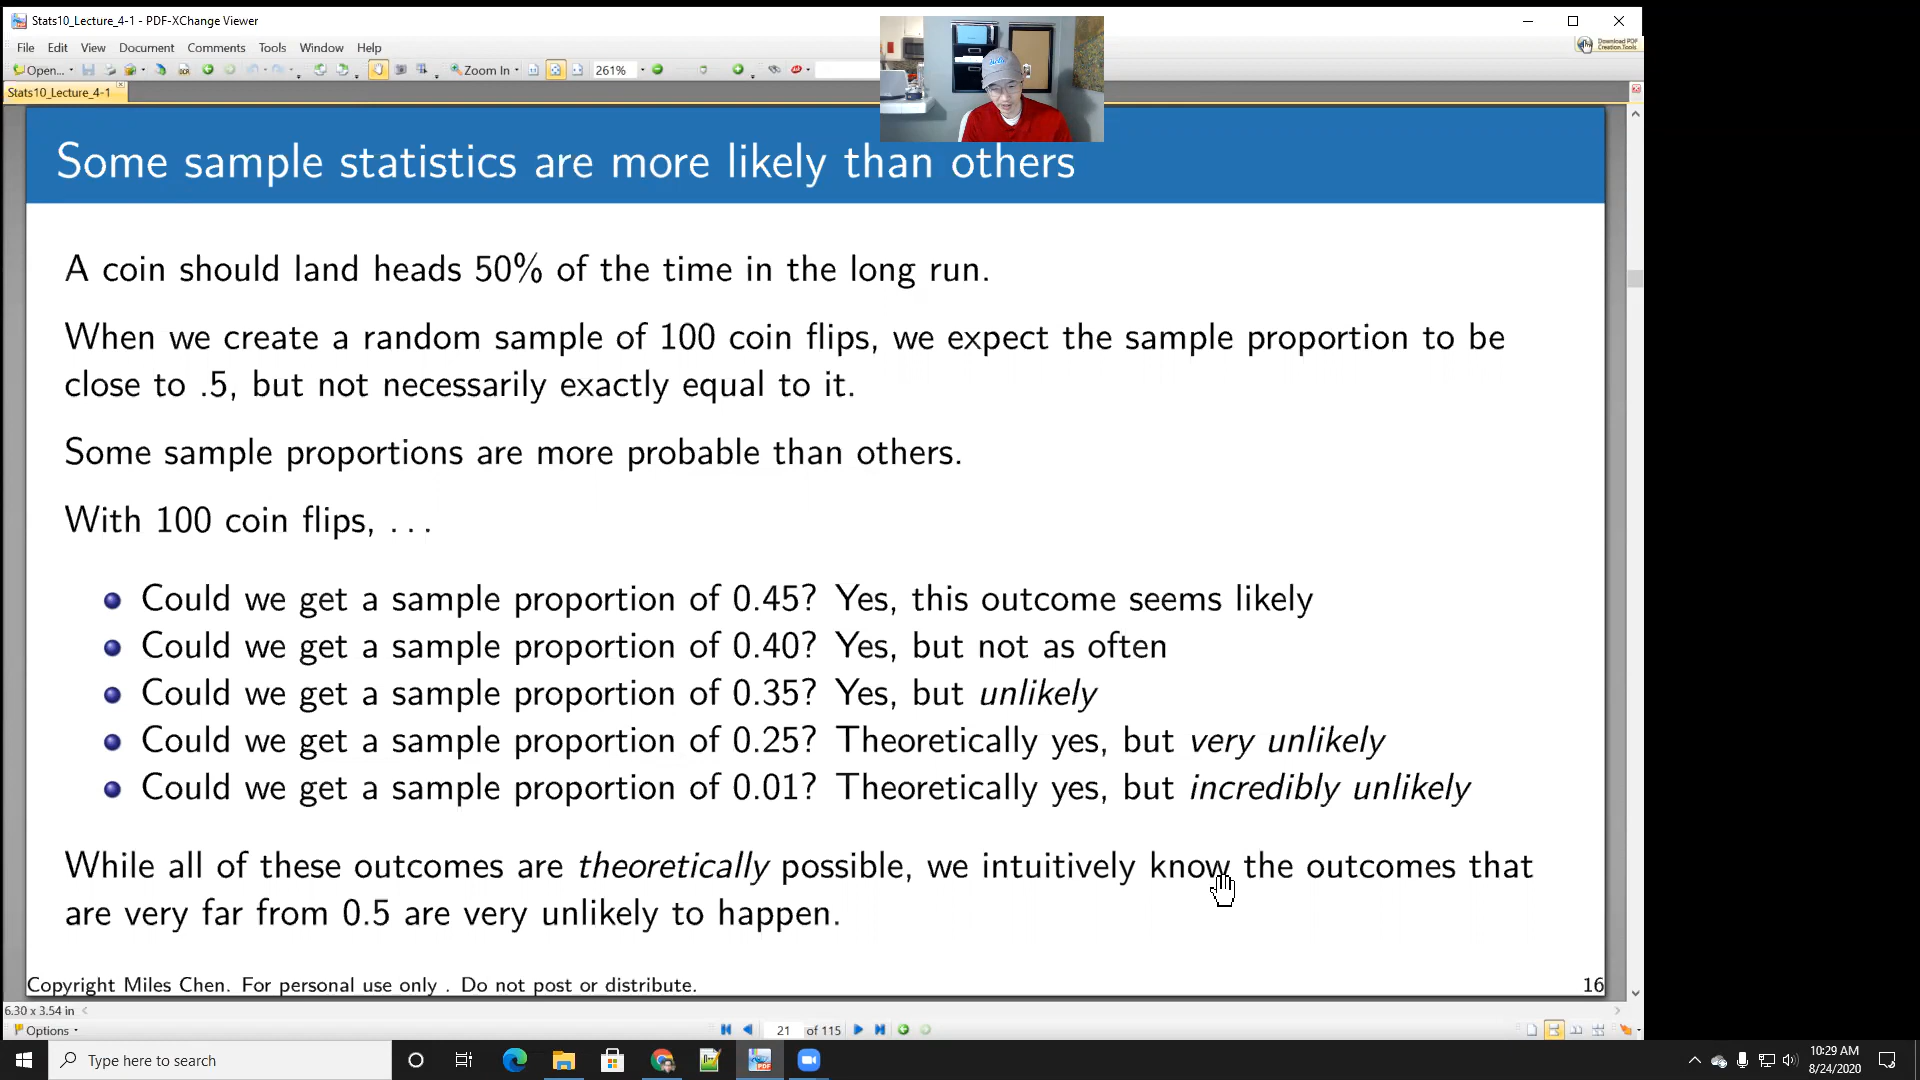 Stats10_Lecture_4-1 - PDF-XChange Viewer
File Edit View Document Comments Tools Window Help
Download PDF
Creation Tools
Open... OCR Zoom In 261%
Stats10_Lecture_4-1
Some sample statistics are more likely than others
A coin should land heads 50% of the time in the long run.
When we create a random sample of 100 coin flips, we expect the sample proportion to be
close to .5, but not necessarily exactly equal to it.
Some sample proportions are more probable than others.
With 100 coin flips, . . .
Could we get a sample proportion of 0.45? Yes, this outcome seems likely
Could we get a sample proportion of 0.40? Yes, but not as often
Could we get a sample proportion of 0.35? Yes, but unlikely
Could we get a sample proportion of 0.25? Theoretically yes, but very unlikely
Could we get a sample proportion of 0.01? Theoretically yes, but incredibly unlikely
While all of these outcomes are theoretically possible, we intuitively know the outcomes that
are very far from 0.5 are very unlikely to happen.
Copyright Miles Chen. For personal use only . Do not post or distribute. 16
6.30 x 3.54 in
Options 21 of 115
Type here to search
10:29 AM
8/24/2020